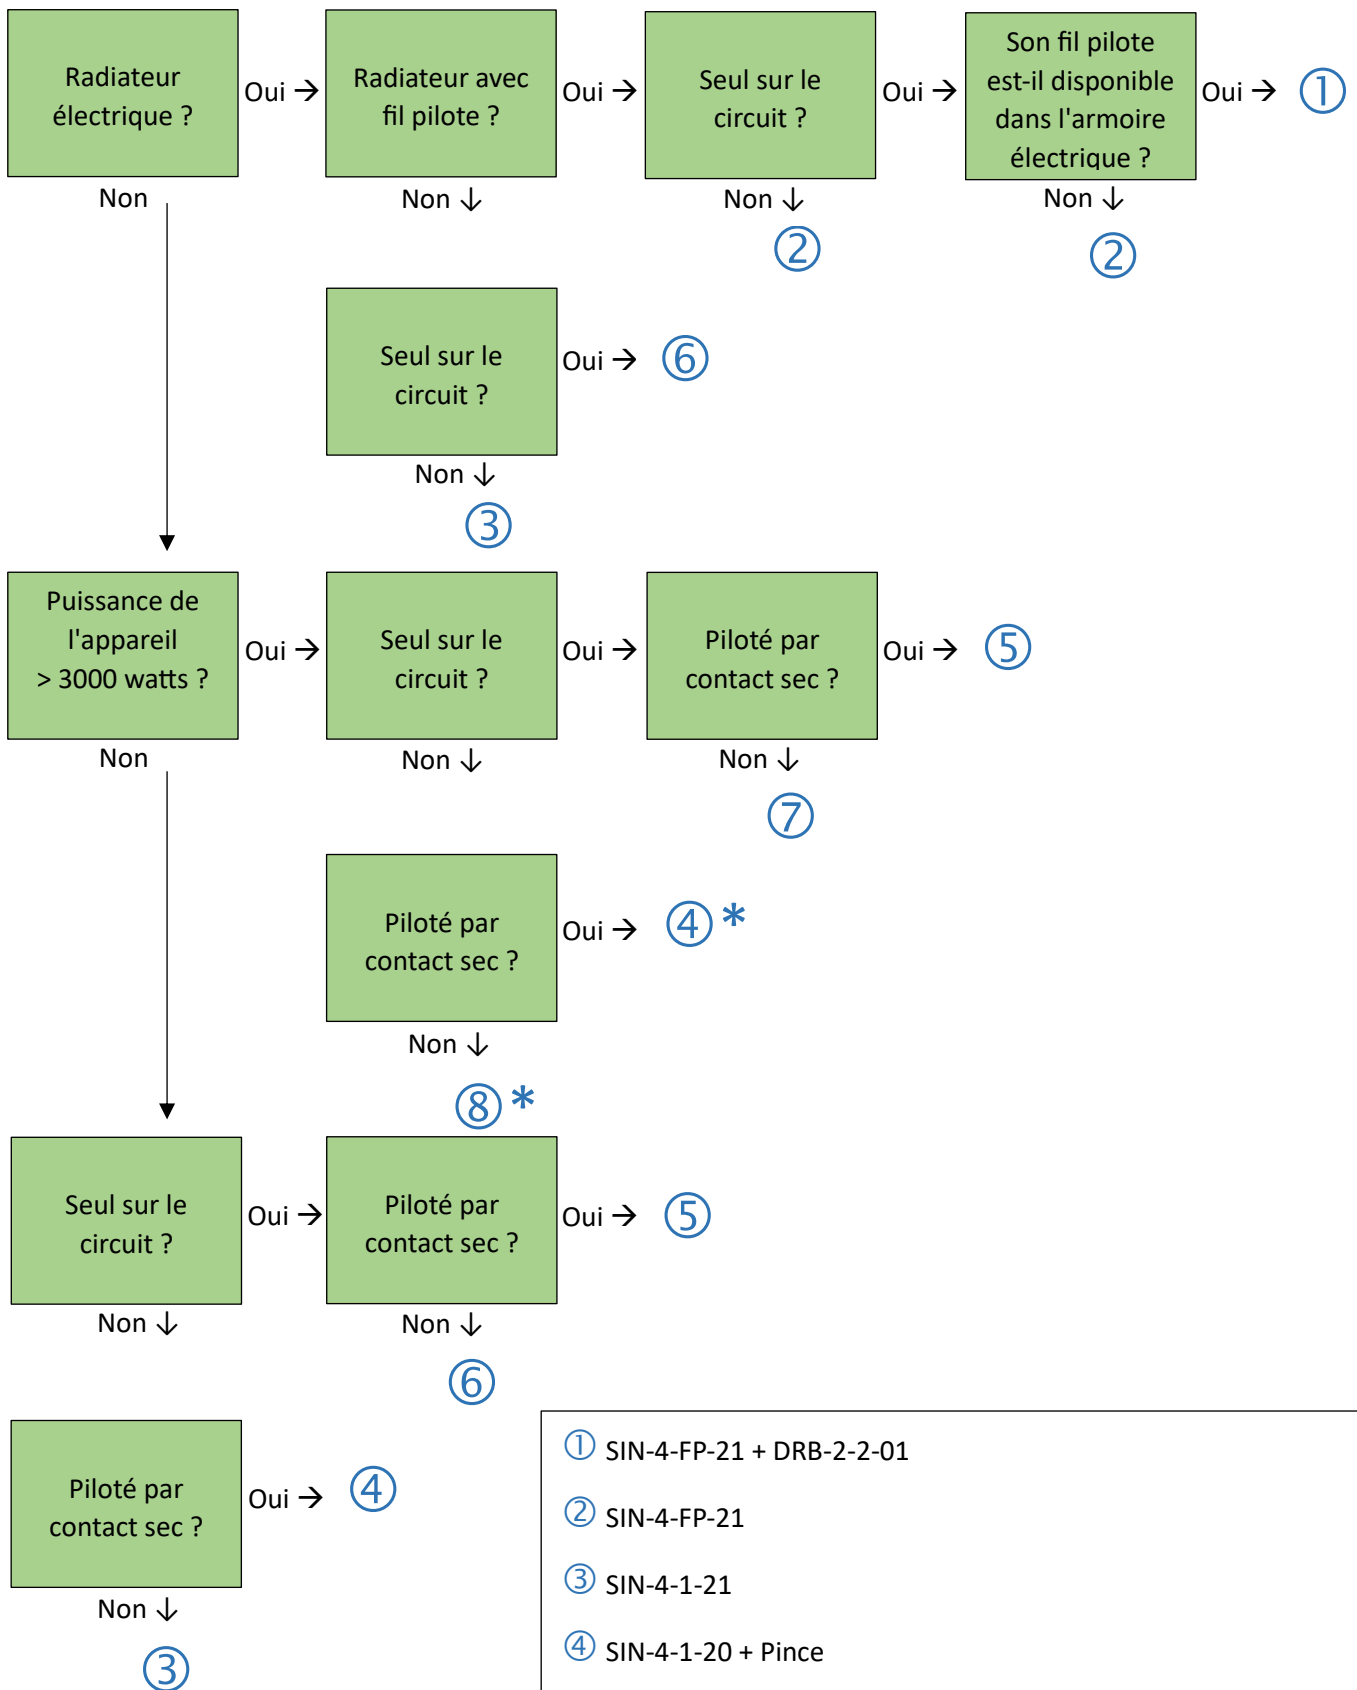 Radiateur
électrique ?
Oui →
Radiateur avec
fil pilote ?
Oui →
Seul sur le
circuit ?
Oui →
Son fil pilote
est-il disponible
dans l'armoire
électrique ?
Oui →
①
Non
Non ↓
Non ↓
②
Non ↓
②
Seul sur le
circuit ?
Oui →
⑥
Non ↓
③
Puissance de
l'appareil
> 3000 watts ?
Oui →
Seul sur le
circuit ?
Oui →
Piloté par
contact sec ?
Oui →
⑤
Non
Non ↓
Non ↓
⑦
Piloté par
contact sec ?
Oui →
④ *
Non ↓
⑧ *
Seul sur le
circuit ?
Oui →
Piloté par
contact sec ?
Oui →
⑤
Non ↓
Non ↓
⑥
Piloté par
contact sec ?
Oui →
④
Non ↓
③
① SIN-4-FP-21 + DRB-2-2-01
② SIN-4-FP-21
③ SIN-4-1-21
④ SIN-4-1-20 + Pince